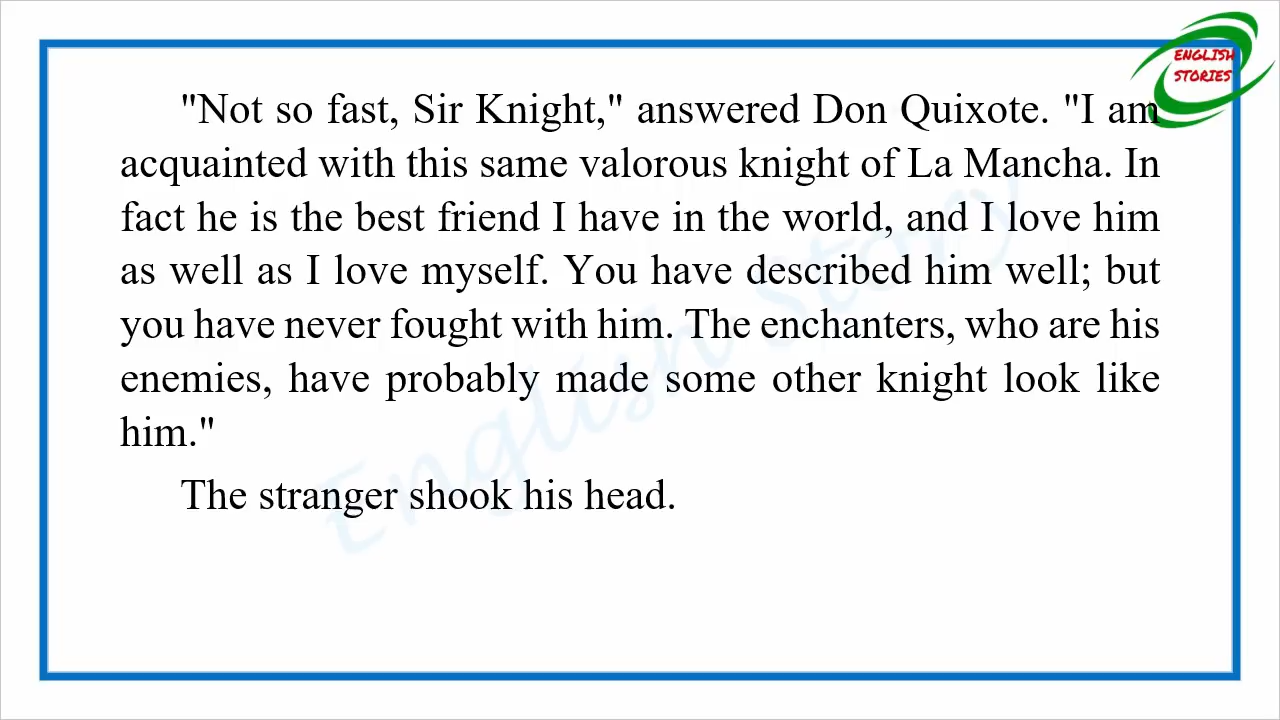 ENGLISH
STORIES
"Not so fast, Sir Knight," answered Don Quixote. "I am
acquainted with this same valorous knight of La Mancha. In
fact he is the best friend I have in the world, and I love him
as well as I love myself. You have described him well; but
you have never fought with him. The enchanters, who are his
enemies, have probably made some other knight look like
him."
The stranger shook his head.
English Story